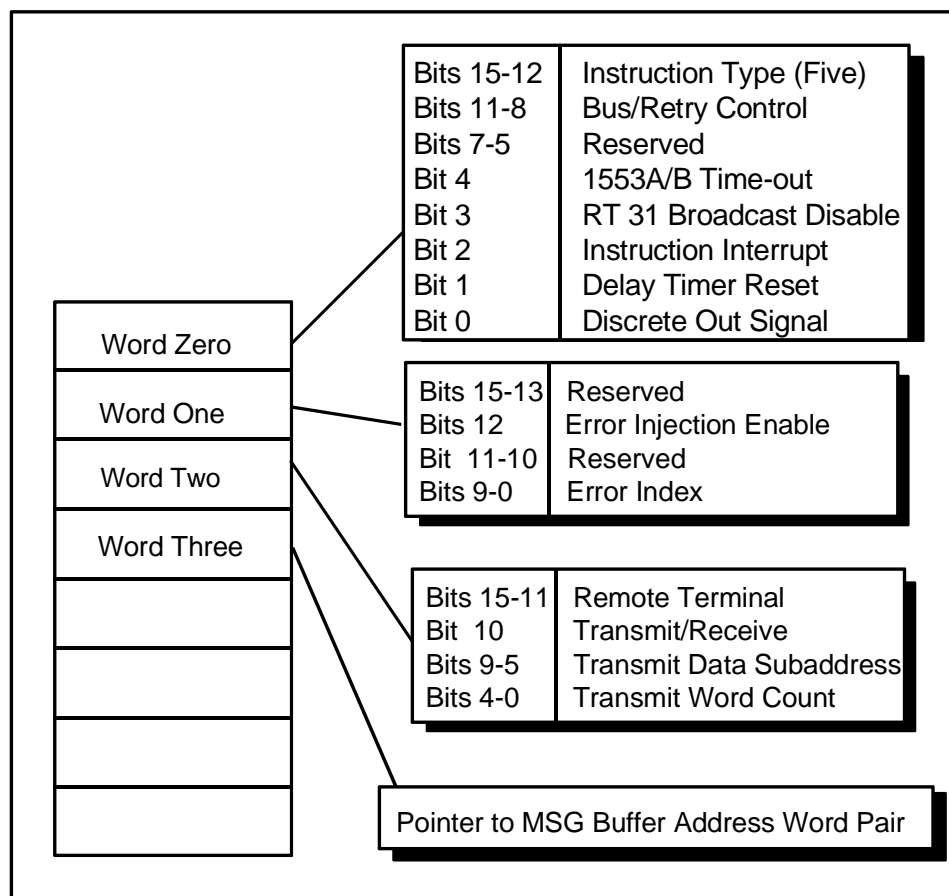 Bits 15-12 Instruction Type (Five)
Bits 11-8 Bus/Retry Control
Bits 7-5 Reserved
Bit 4 1553A/B Time-out
Bit 3 RT 31 Broadcast Disable
Bit 2 Instruction Interrupt
Bit 1 Delay Timer Reset
Bit 0 Discrete Out Signal
Word Zero
Word One
Word Two
Word Three
Bits 15-13 Reserved
Bits 12 Error Injection Enable
Bit 11-10 Reserved
Bits 9-0 Error Index
Bits 15-11 Remote Terminal
Bit 10 Transmit/Receive
Bits 9-5 Transmit Data Subaddress
Bits 4-0 Transmit Word Count
Pointer to MSG Buffer Address Word Pair